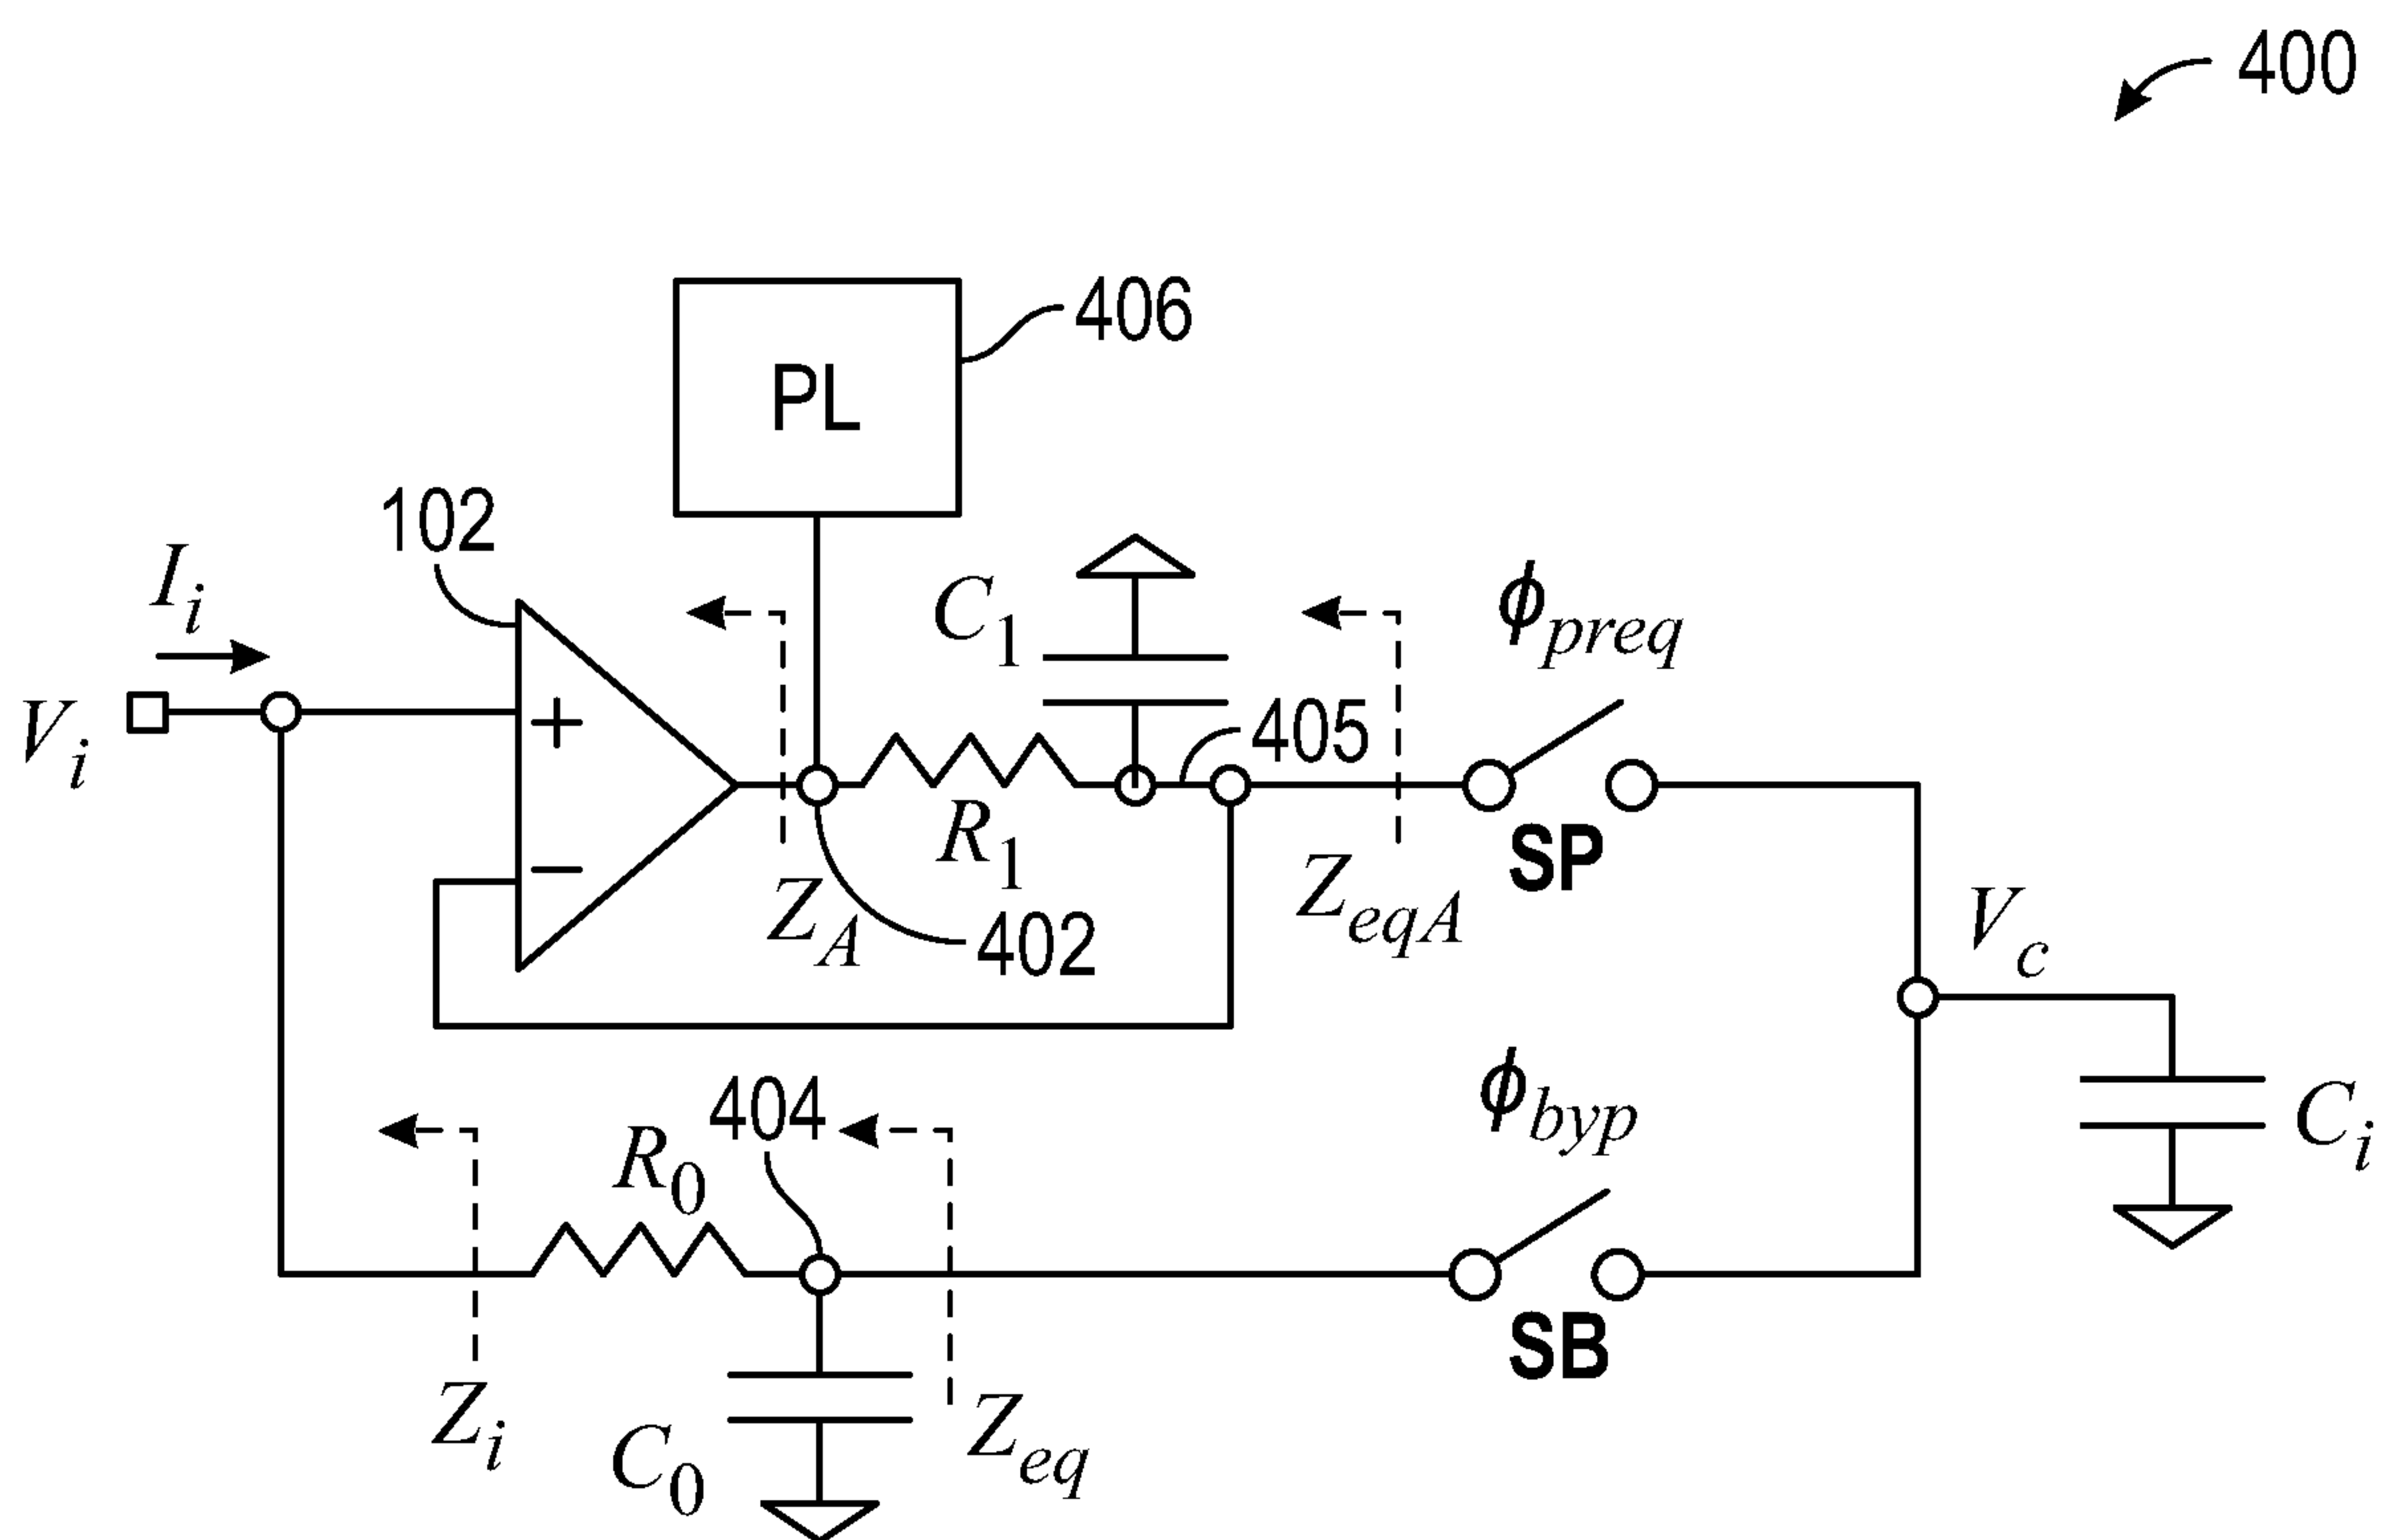 400
PL
406
102
I_i
C_1
ϕ_preq
V_i
+
405
R_1
SP
−
Z_A
402
Z_eqA
V_c
404
R_0
ϕ_byp
C_i
SB
Z_i
C_0
Z_eq